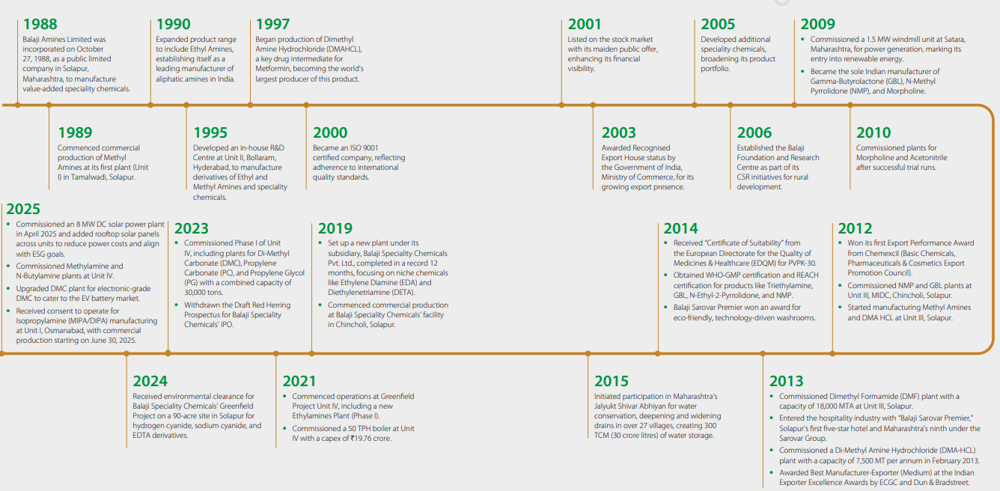 1988
Balaji Amines Limited was
incorporated on October
27, 1988, as a public limited
company in Solapur,
Maharashtra, to manufacture
value-added speciality chemicals.
1990
Expanded product range
to include Ethyl Amines,
establishing itself as a
leading manufacturer of
aliphatic amines in India.
1997
Began production of Dimethyl
Amine Hydrochloride (DMAHCL),
a key drug intermediate for
Metformin, becoming the world's
largest producer of this product.
2001
Listed on the stock market
with its maiden public offer,
enhancing its financial
visibility.
2005
Developed additional
speciality chemicals,
broadening its product
portfolio.
2009
• Commissioned a 1.5 MW windmill unit at Satara,
Maharashtra, for power generation, marking its
entry into renewable energy.
• Became the sole Indian manufacturer of
Gamma-Butyrolactone (GBL), N-Methyl
Pyrrolidone (NMP), and Morpholine.
1989
Commenced commercial
production of Methyl
Amines at its first plant (Unit
I) in Tamalwadi, Solapur.
1995
Developed an in-house R&D
Centre at Unit II, Bollaram,
Hyderabad, to manufacture
derivatives of Ethyl and
Methyl Amines and speciality
chemicals.
2000
Became an ISO 9001
certified company, reflecting
adherence to international
quality standards.
2003
Awarded Recognised
Export House status by
the Government of India,
Ministry of Commerce, for its
growing export presence.
2006
Established the Balaji
Foundation and Research
Centre as part of its
CSR initiatives for rural
development.
2010
Commissioned plants for
Morpholine and Acetonitrile
after successful trial runs.
2025
• Commissioned an 8 MW DC solar power plant
in April 2025 and added rooftop solar panels
across units to reduce power costs and align
with ESG goals.
• Commissioned Methylamine and
N-Butylamine plants at Unit IV.
• Upgraded DMC plant for electronic-grade
DMC to cater to the EV battery market.
• Received consent to operate for
Isopropylamine (MIPA/DIPA) manufacturing
at Unit I, Osmanabad, with commercial
production starting on June 30, 2025.
2023
• Commissioned Phase I of Unit
IV, including plants for Di-Methyl
Carbonate (DMC), Propylene
Carbonate (PC), and Propylene Glycol
(PG) with a combined capacity of
30,000 tons.
• Withdrawn the Draft Red Herring
Prospectus for Balaji Speciality
Chemicals' IPO.
2019
• Set up a new plant under its
subsidiary, Balaji Speciality Chemicals
Pvt. Ltd., completed in a record 12
months, focusing on niche chemicals
like Ethylene Diamine (EDA) and
Diethylenetriamine (DETA).
• Commenced commercial production
at Balaji Speciality Chemicals' facility
in Chincholi, Solapur.
2014
• Received "Certificate of Suitability" from
the European Directorate for the Quality of
Medicines & Healthcare (EDQM) for PVPK-30.
• Obtained WHO-GMP certification and REACH
certification for products like Triethylamine,
GBL, N-Ethyl-2-Pyrrolidone, and NMP.
• Balaji Sarovar Premier won an award for
eco-friendly, technology-driven washrooms.
2012
• Won its first Export Performance Award
from Chemexcil (Basic Chemicals,
Pharmaceuticals & Cosmetics Export
Promotion Council).
• Commissioned NMP and GBL plants at
Unit III, MIDC, Chincholi, Solapur.
• Started manufacturing Methyl Amines
and DMA HCL at Unit III, Solapur.
2024
Received environmental clearance for
Balaji Speciality Chemicals' Greenfield
Project on a 90-acre site in Solapur for
hydrogen cyanide, sodium cyanide, and
EDTA derivatives.
2021
• Commenced operations at Greenfield
Project Unit IV, including a new
Ethylamines Plant (Phase I).
• Commissioned a 50 TPH boiler at Unit
IV with a capex of ₹19.76 crore.
2015
Initiated participation in Maharashtra's
Jalyukt Shivar Abhiyan for water
conservation, deepening and widening
drains in over 27 villages, creating 300
TCM (30 crore litres) of water storage.
2013
• Commissioned Dimethyl Formamide (DMF) plant with a
capacity of 18,000 MTA at Unit III, Solapur.
• Entered the hospitality industry with "Balaji Sarovar Premier,"
Solapur's first five-star hotel and Maharashtra's ninth under the
Sarovar Group.
• Commissioned a Di-Methyl Amine Hydrochloride (DMA-HCL)
plant with a capacity of 7,500 MT per annum in February 2013.
• Awarded Best Manufacturer-Exporter (Medium) at the Indian
Exporter Excellence Awards by ECGC and Dun & Bradstreet.